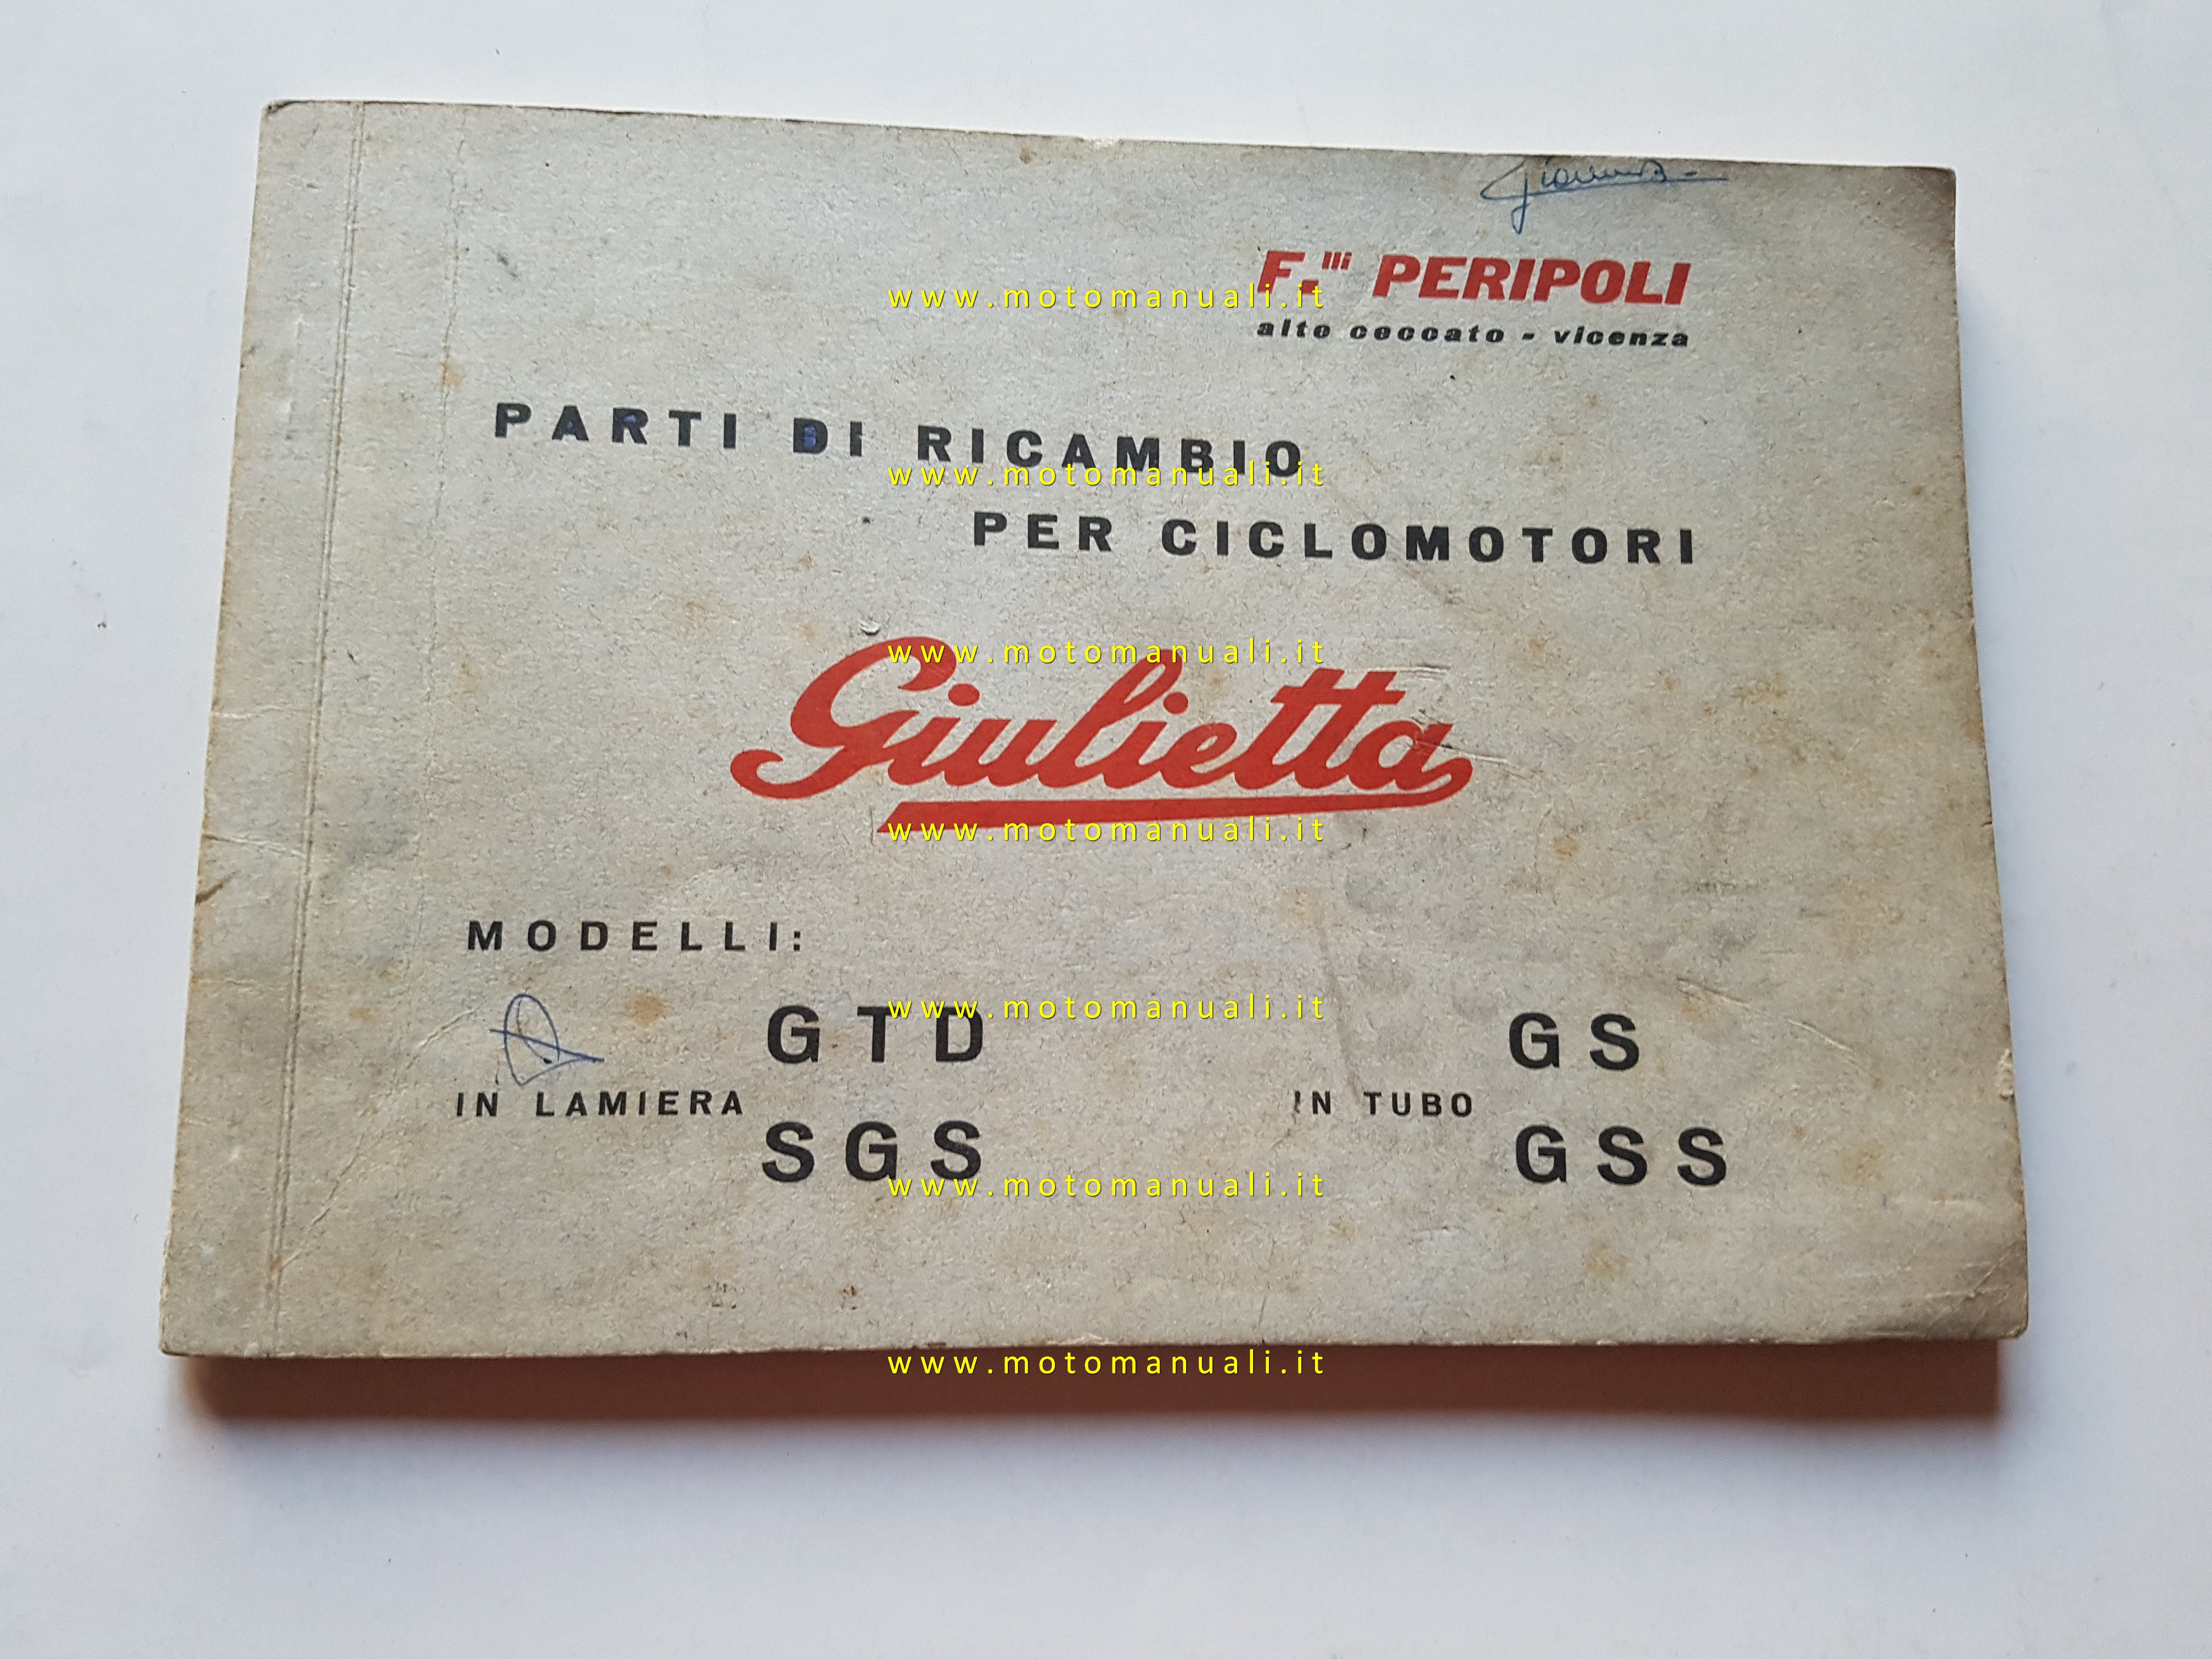 F.lli PERIPOLI
alto ceccato - vicenza
PARTI DI RICAMBIO
PER CICLOMOTORI
Giulietta
MODELLI:
IN LAMIERA GTD SGS
IN TUBO GS GSS
www.motomanuali.it
www.motomanuali.it
www.motomanuali.it
www.motomanuali.it
www.motomanuali.it
www.motomanuali.it
www.motomanuali.it